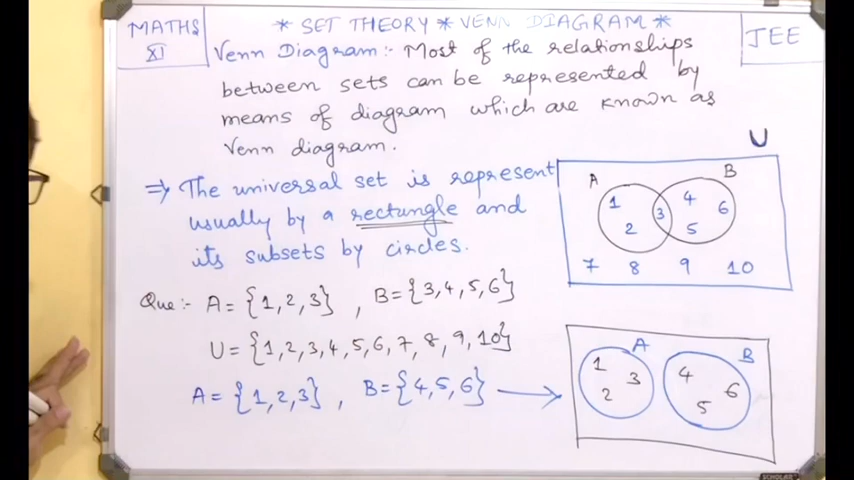 MATHS
XI
* SET THEORY * VENN DIAGRAM *
JEE
Venn Diagram :- Most of the relationships
between sets can be represented by
means of diagram which are known as
Venn diagram.
⇒ The universal set is represent
usually by a rectangle and
its subsets by circles.
Que :- A = {1, 2, 3} , B = {3, 4, 5, 6}
U = {1, 2, 3, 4, 5, 6, 7, 8, 9, 10}
A = {1, 2, 3} , B = {4, 5, 6} →
U
A B
1 4
3 6
2 5
7 8 9 10
A B
1 3 4 6
2 5